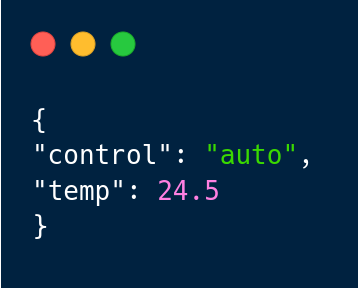 {
"control": "auto",
"temp": 24.5
}